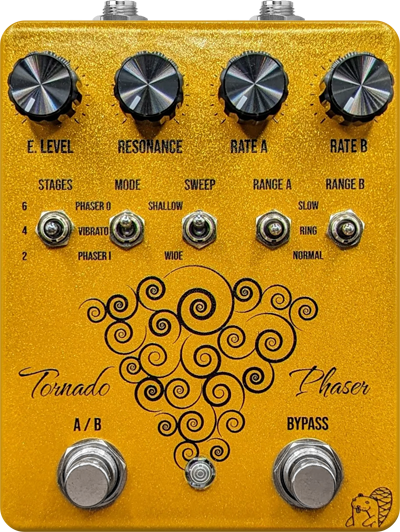 E. LEVEL RESONANCE RATE A RATE B
STAGES MODE SWEEP RANGE A RANGE B
6 PHASER 0 SHALLOW SLOW
4 VIBRATO RING
2 PHASER I WIDE NORMAL
Tornado Phaser
A / B BYPASS